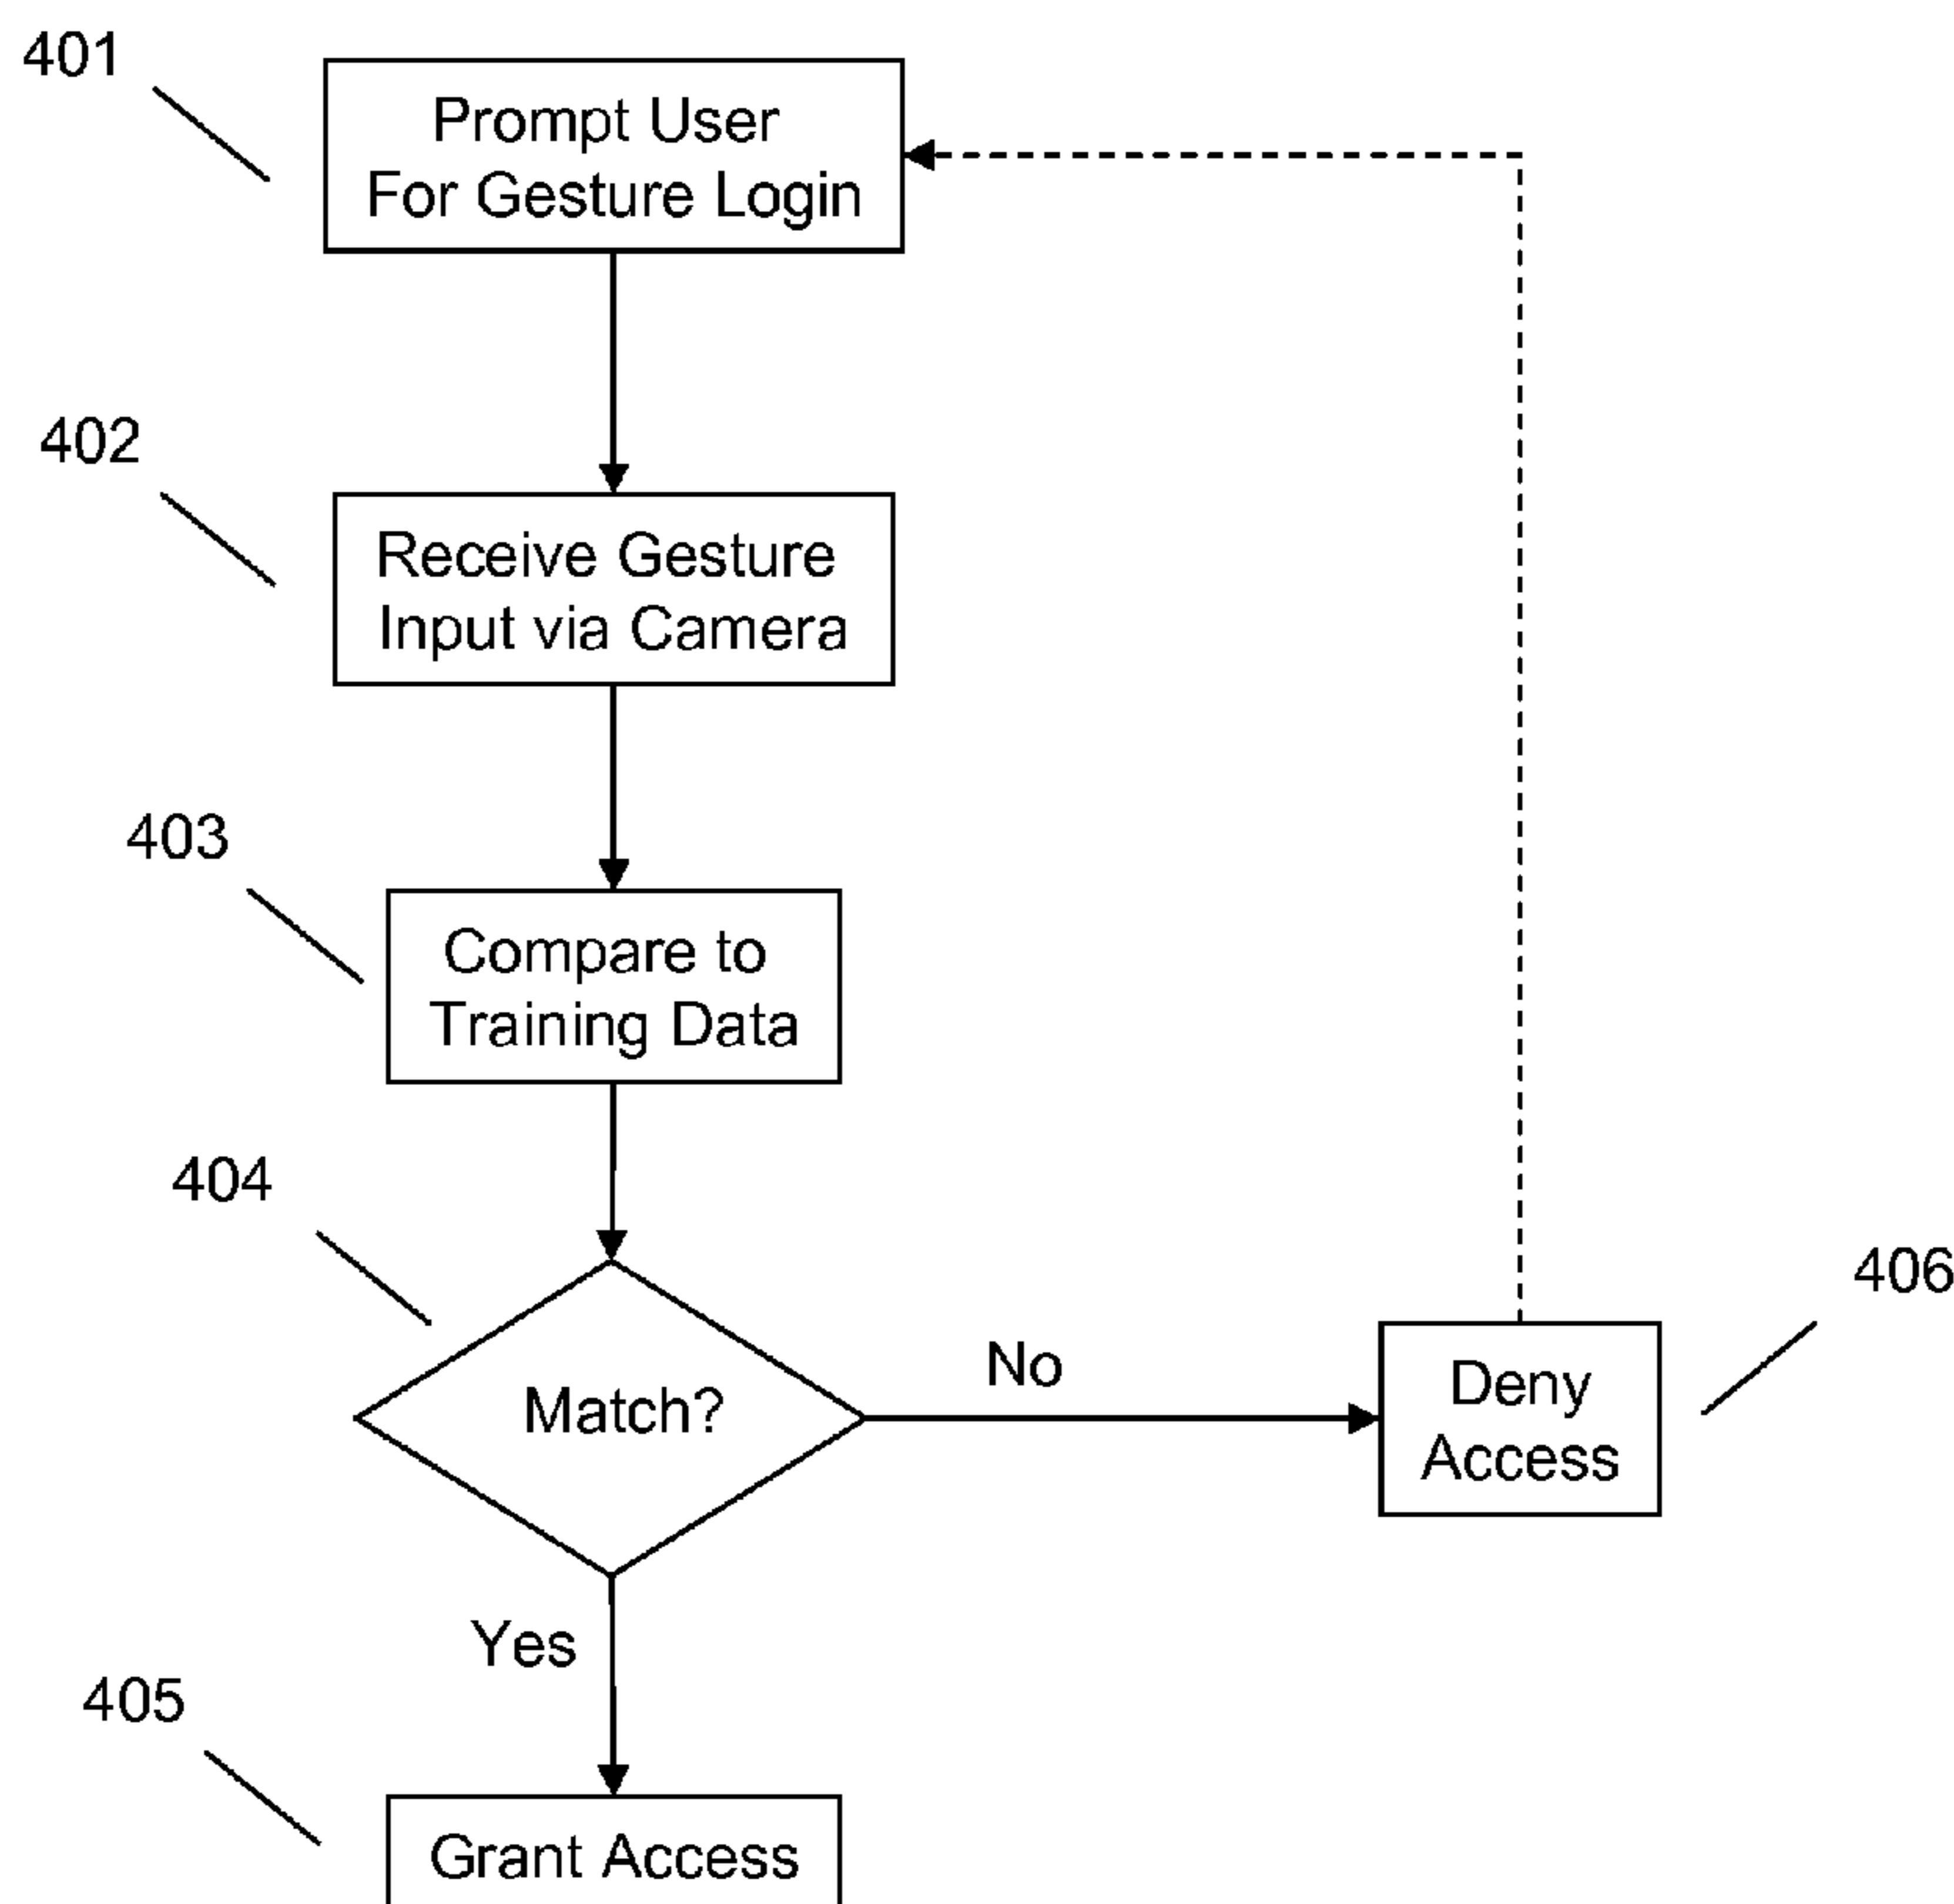 401
Prompt User
For Gesture Login
402
Receive Gesture
Input via Camera
403
Compare to
Training Data
404
Match?
No
406
Deny
Access
Yes
405
Grant Access